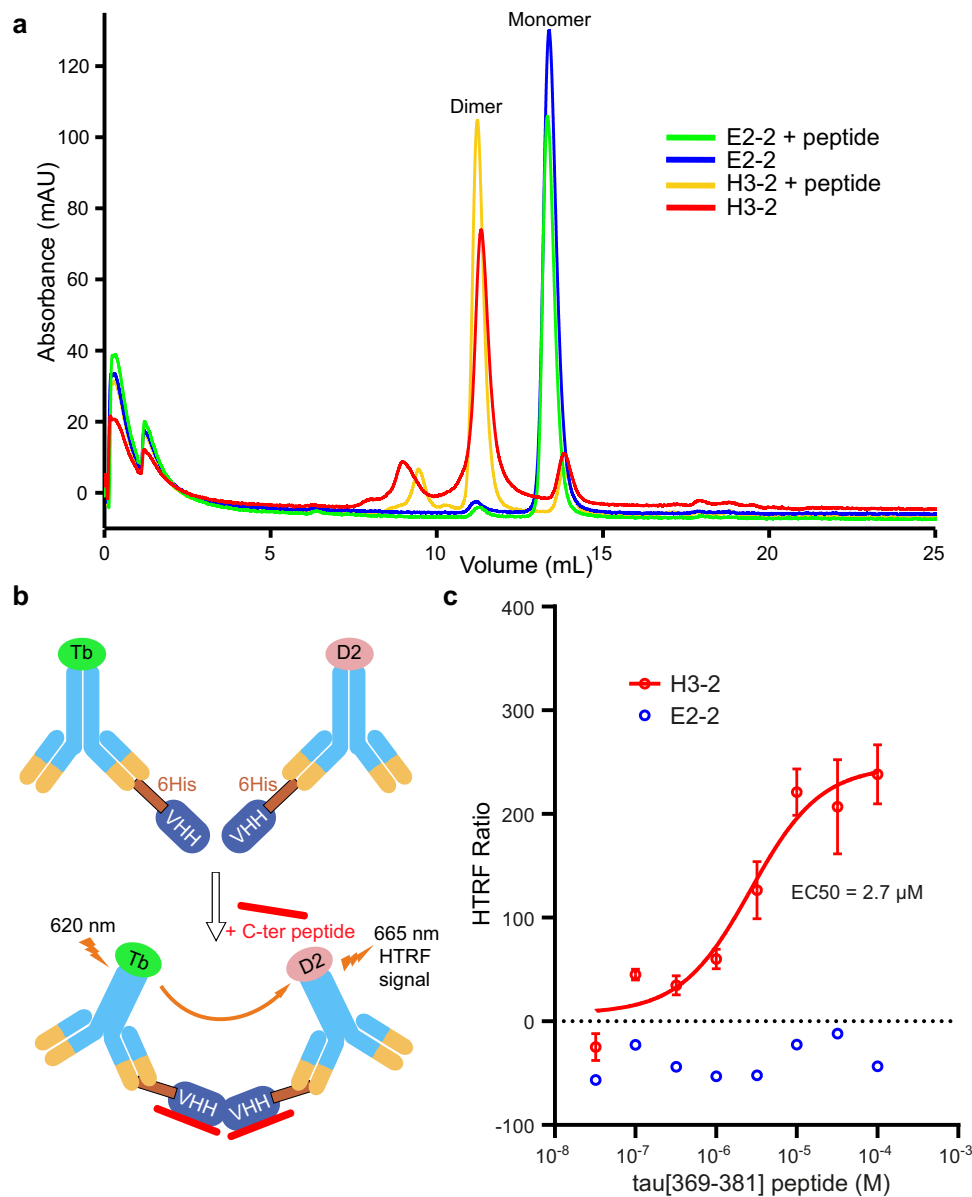 a
Absorbance (mAU)
120
100
80
60
40
20
0
Dimer
Monomer
E2-2 + peptide
E2-2
H3-2 + peptide
H3-2
0
5
10
15
20
25
Volume (mL)
b
Tb
D2
6His
6His
VHH
VHH
+ C-ter peptide
620 nm
665 nm
HTRF
signal
Tb
D2
VHH
VHH
c
HTRF Ratio
400
300
200
100
0
-100
H3-2
E2-2
EC50 = 2.7 µM
10⁻⁸
10⁻⁷
10⁻⁶
10⁻⁵
10⁻⁴
10⁻³
tau[369-381] peptide (M)